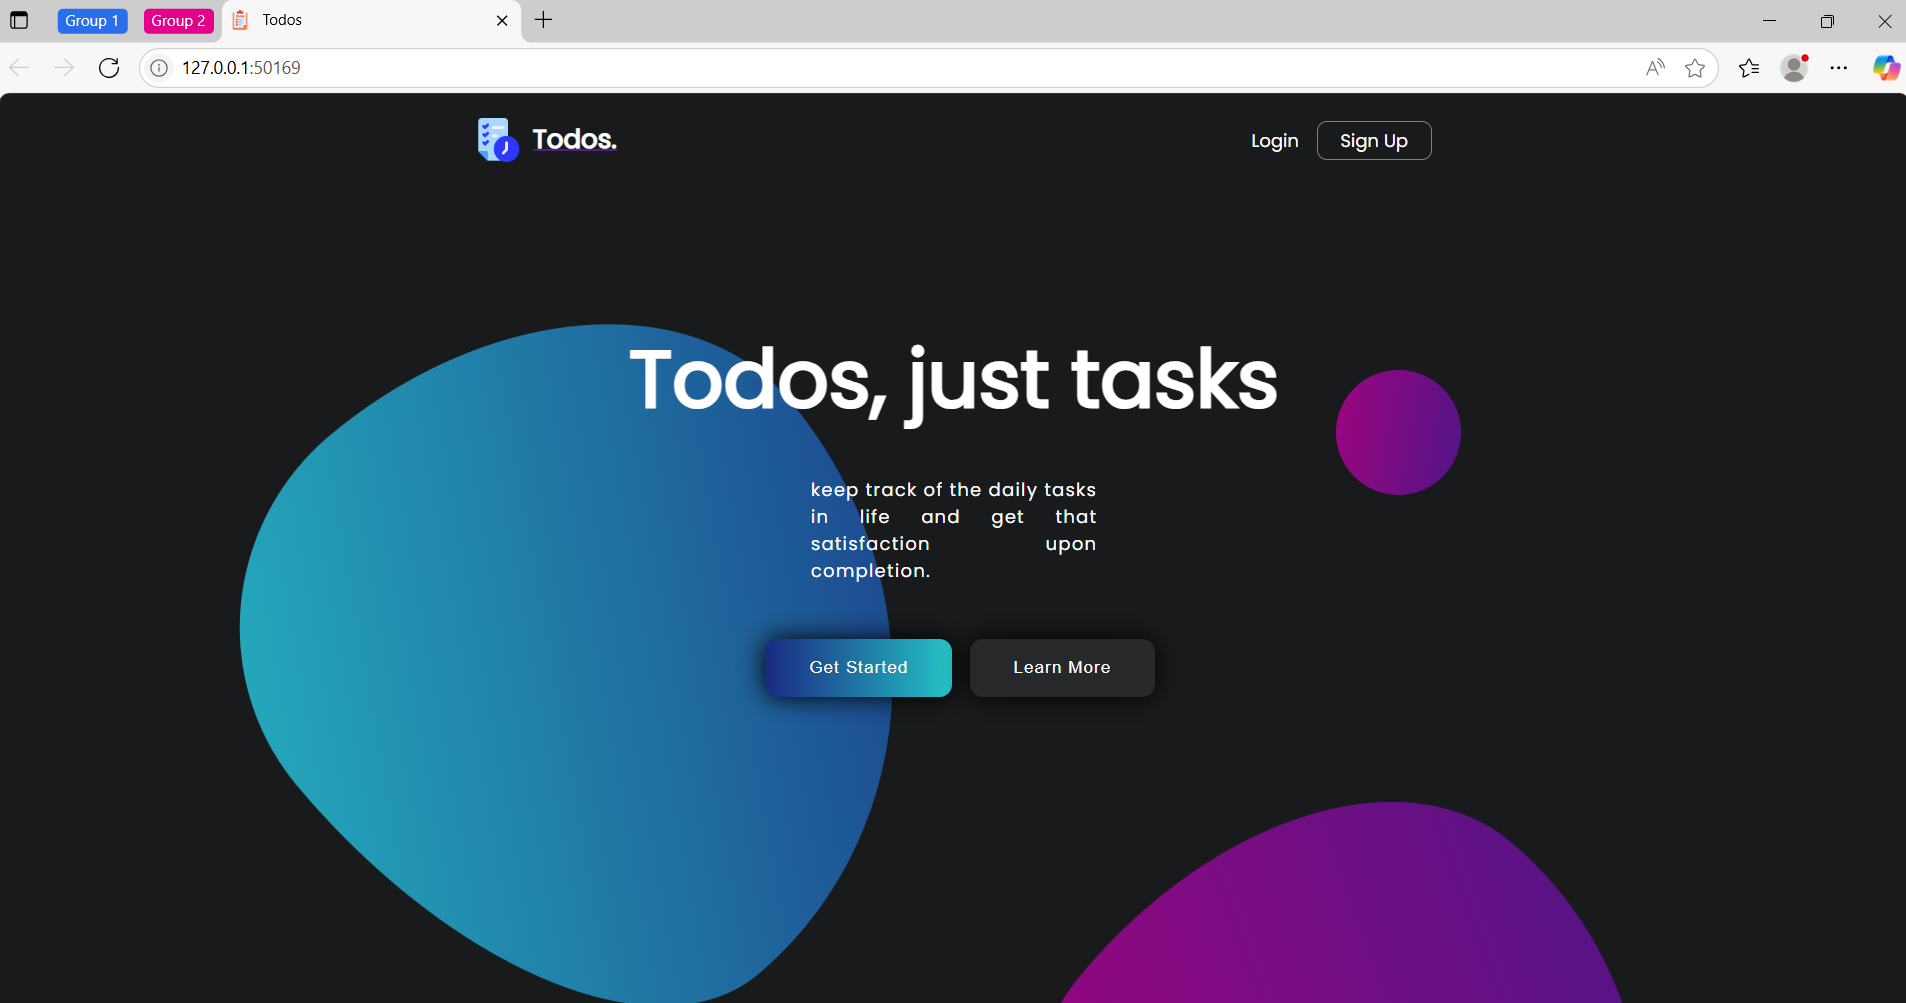 Group 1 Group 2 Todos
127.0.0.1:50169
Todos. Login Sign Up
Todos, just tasks
keep track of the daily tasks
in life and get that
satisfaction upon
completion.
Get Started Learn More